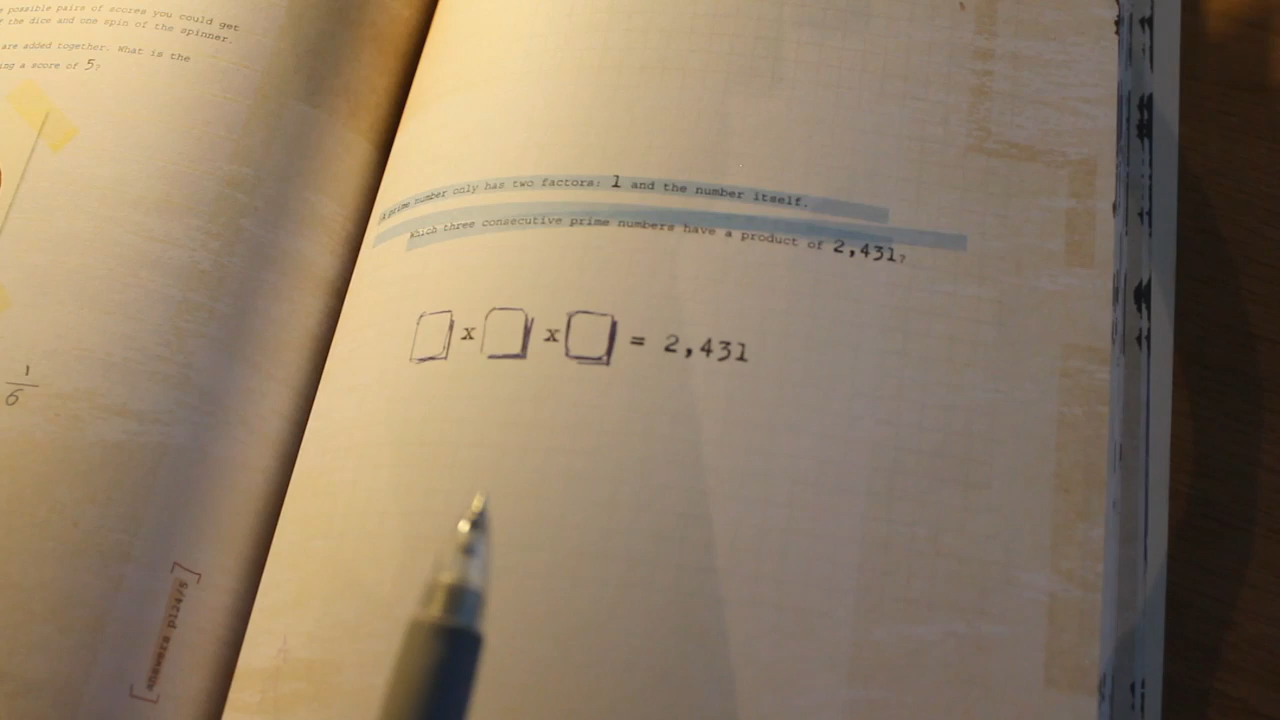 possible pairs of scores you could get
the dice and one spin of the spinner.
are added together. What is the
a score of 5?
1
6
[answers p124/5]
A prime number only has two factors: 1 and the number itself.
Which three consecutive prime numbers have a product of 2,431?
x x = 2,431